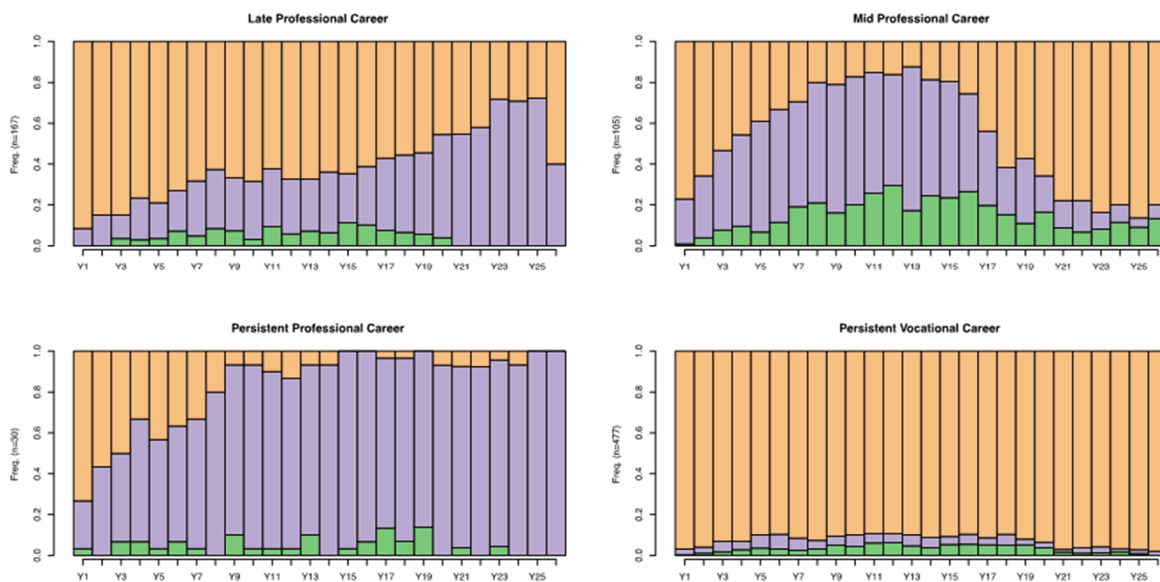 Late Professional Career
1.0
0.8
0.6
0.4
0.2
0.0
Freq. (n=167)
Y1 Y3 Y5 Y7 Y9 Y11 Y13 Y15 Y17 Y19 Y21 Y23 Y25
Mid Professional Career
1.0
0.8
0.6
0.4
0.2
0.0
Freq. (n=105)
Y1 Y3 Y5 Y7 Y9 Y11 Y13 Y15 Y17 Y19 Y21 Y23 Y25
Persistent Professional Career
1.0
0.8
0.6
0.4
0.2
0.0
Freq. (n=30)
Y1 Y3 Y5 Y7 Y9 Y11 Y13 Y15 Y17 Y19 Y21 Y23 Y25
Persistent Vocational Career
1.0
0.8
0.6
0.4
0.2
0.0
Freq. (n=477)
Y1 Y3 Y5 Y7 Y9 Y11 Y13 Y15 Y17 Y19 Y21 Y23 Y25